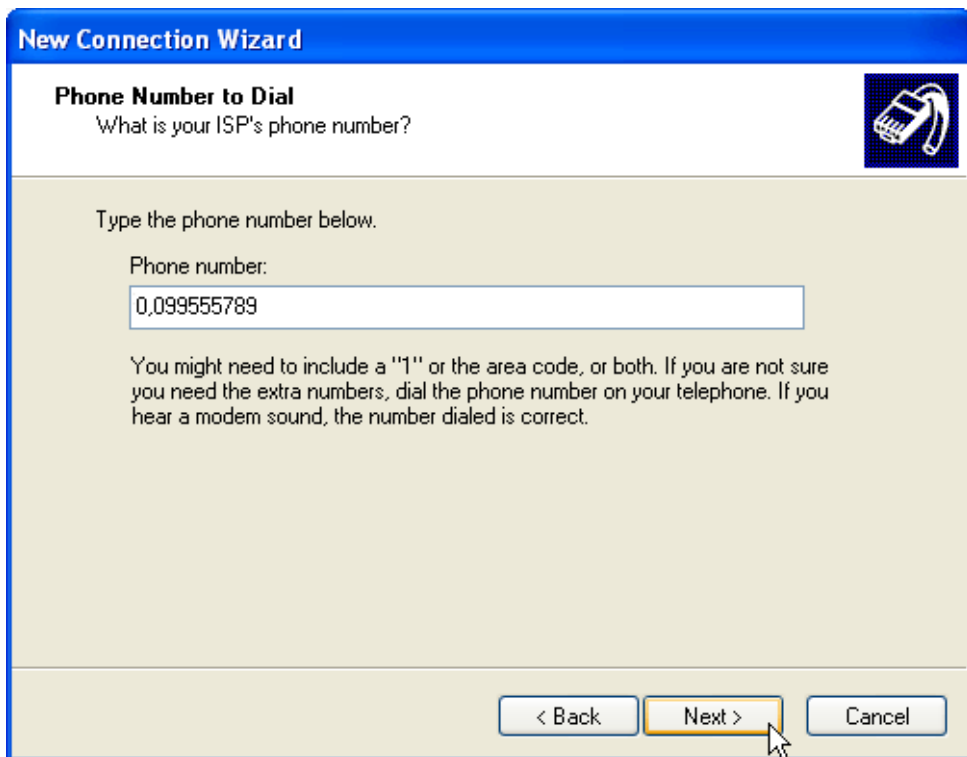 New Connection Wizard
Phone Number to Dial
What is your ISP's phone number?
Type the phone number below.
Phone number:
0,099555789
You might need to include a "1" or the area code, or both. If you are not sure
you need the extra numbers, dial the phone number on your telephone. If you
hear a modem sound, the number dialed is correct.
< Back
Next >
Cancel